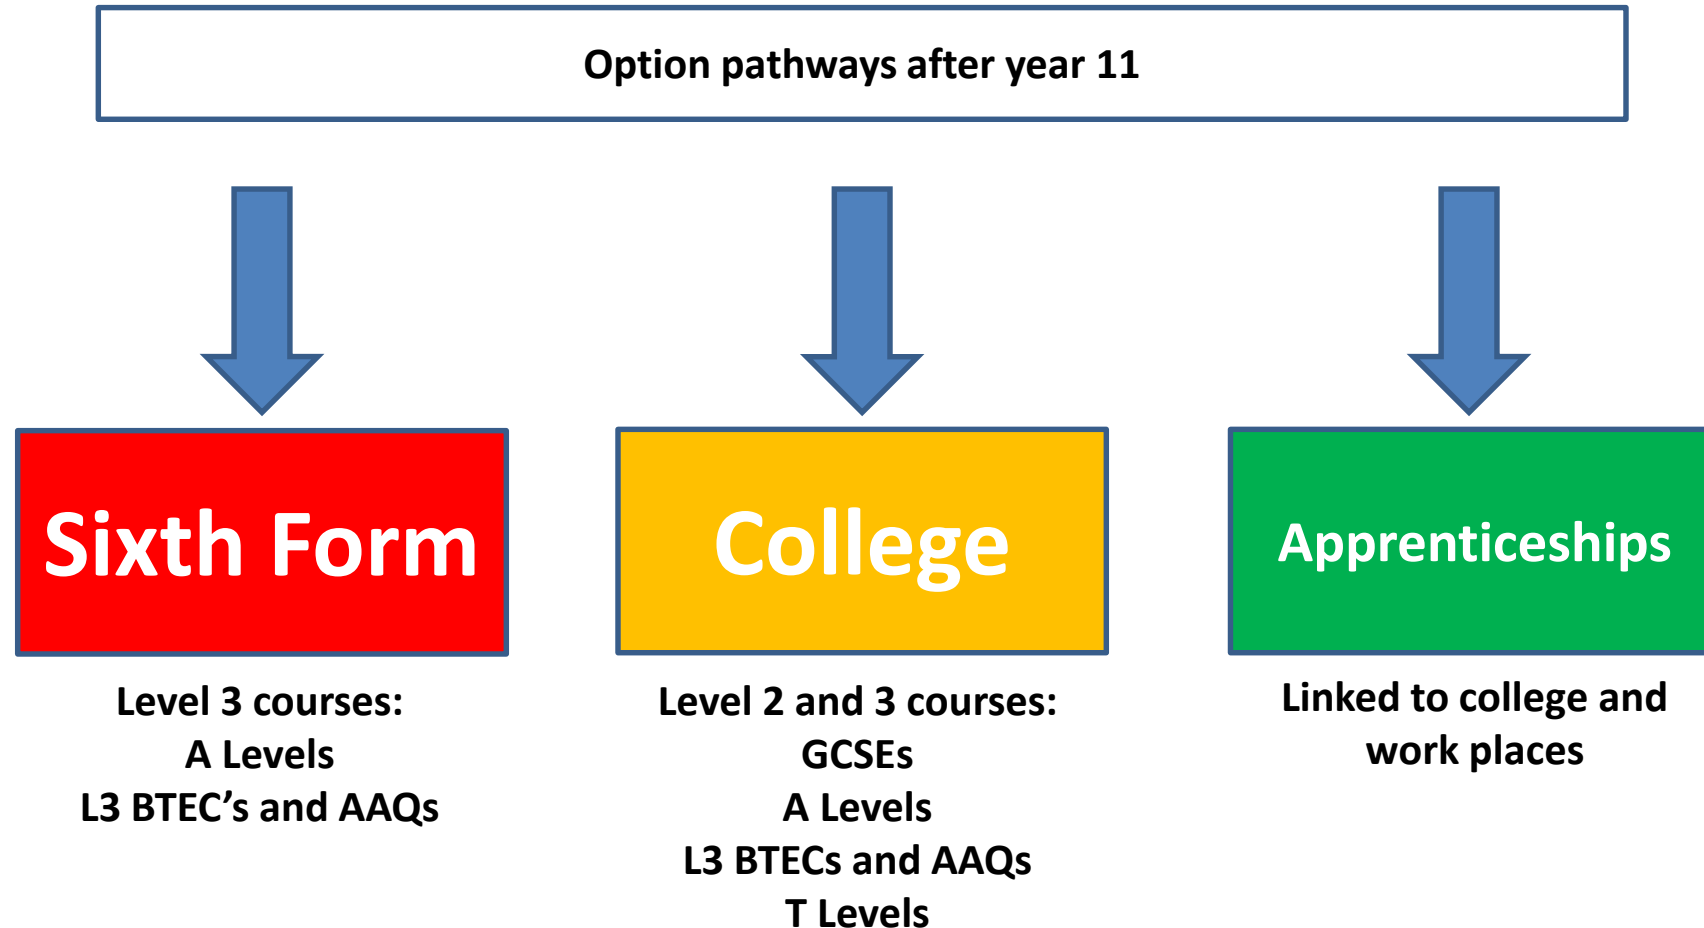 Option pathways after year 11
Sixth Form
Level 3 courses:
A Levels
L3 BTEC’s and AAQs
College
Level 2 and 3 courses:
GCSEs
A Levels
L3 BTECs and AAQs
T Levels
Apprenticeships
Linked to college and
work places